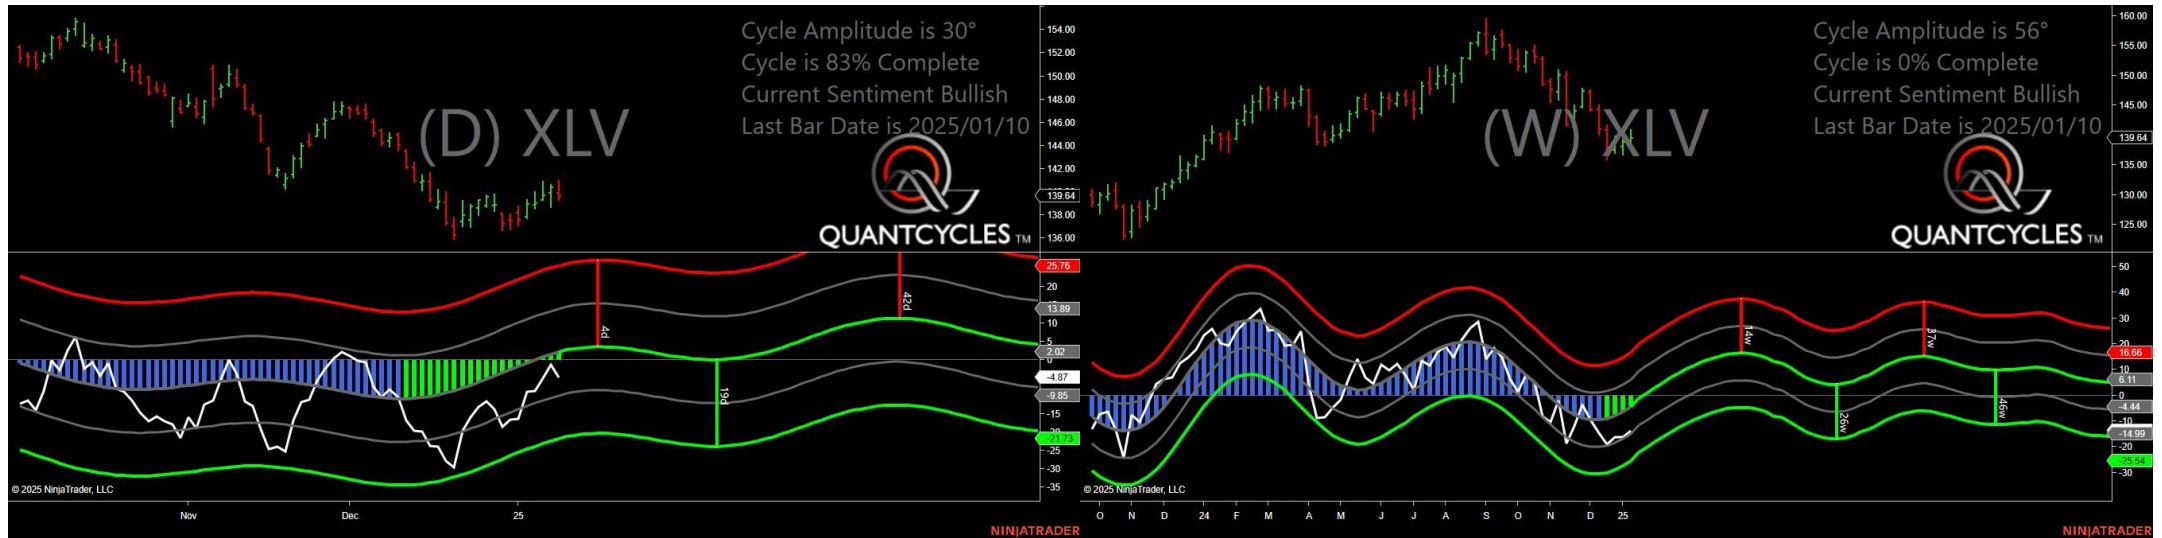 Cycle Amplitude is 30°
Cycle is 83% Complete
Current Sentiment Bullish
Last Bar Date is 2025/01/10
(D) XLV
QUANTCYCLES TM
154.00
152.00
150.00
148.00
146.00
144.00
142.00
139.64
138.00
136.00
25.76
20
13.89
10
5
2.02
0
-4.87
-9.85
-15
-21.73
-25
-30
-35
4d
19d
42d
© 2025 NinjaTrader, LLC
Nov
Dec
25
NINJATRADER
Cycle Amplitude is 56°
Cycle is 0% Complete
Current Sentiment Bullish
Last Bar Date is 2025/01/10
(W) XLV
QUANTCYCLES TM
160.00
155.00
150.00
145.00
139.64
135.00
130.00
125.00
50
40
30
20
16.66
10
6.11
0
-4.44
-10
-14.99
-20
-25.54
-30
14w
26w
37w
46w
© 2025 NinjaTrader, LLC
O N D 24 F M A M J J A S O N D 25
NINJATRADER